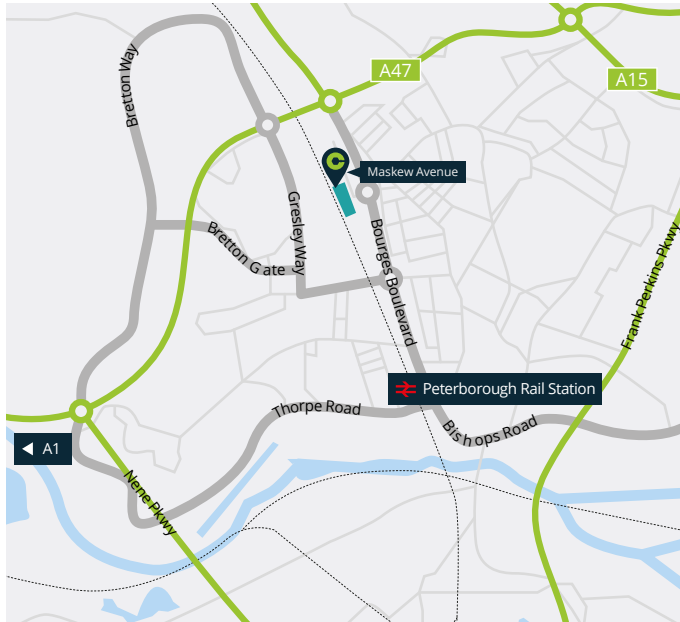 A47
A15
Bretton Way
Maskew Avenue
Gresley Way
Bretton Gate
Bourges Boulevard
Frank Perkins Pkwy
Peterborough Rail Station
Thorpe Road
Bishops Road
A1
Nene Pkwy